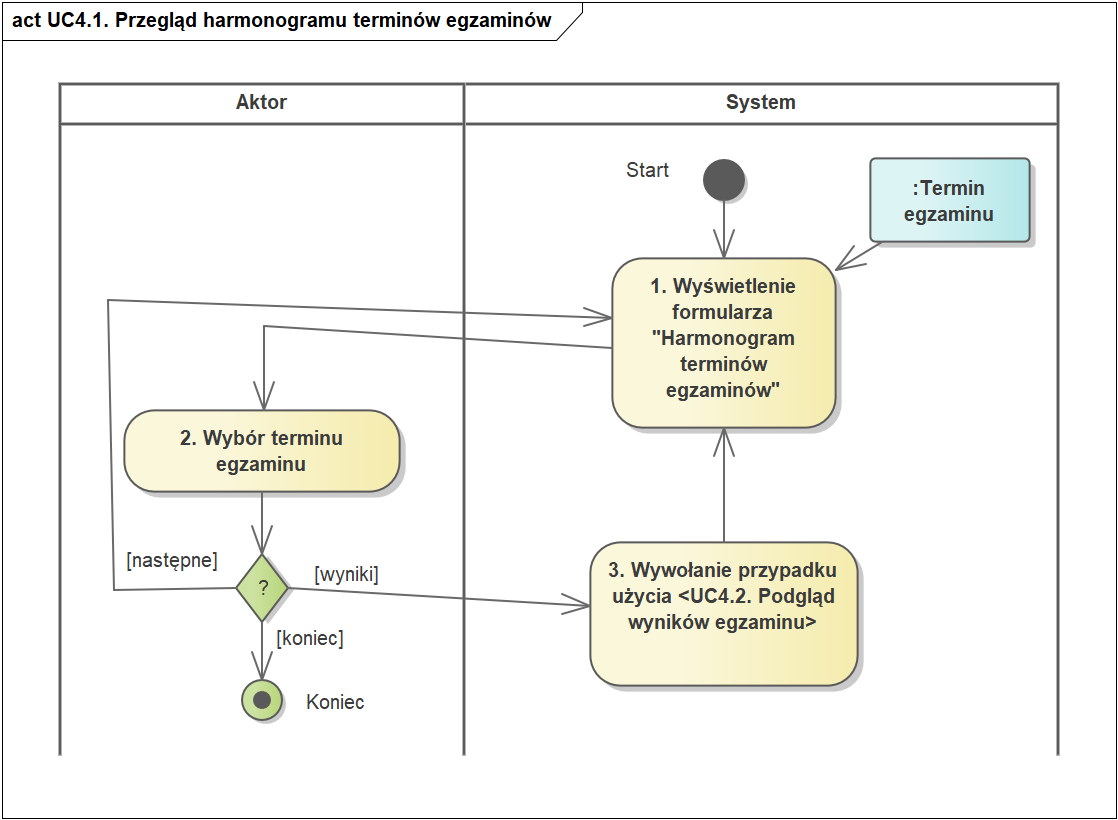 act UC4.1. Przegląd harmonogramu terminów egzaminów
Aktor
System
Start
:Termin
egzaminu
1. Wyświetlenie
formularza
"Harmonogram
terminów
egzaminów"
2. Wybór terminu
egzaminu
[następne]
?
[wyniki]
3. Wywołanie przypadku
użycia <UC4.2. Podgląd
wyników egzaminu>
[koniec]
Koniec